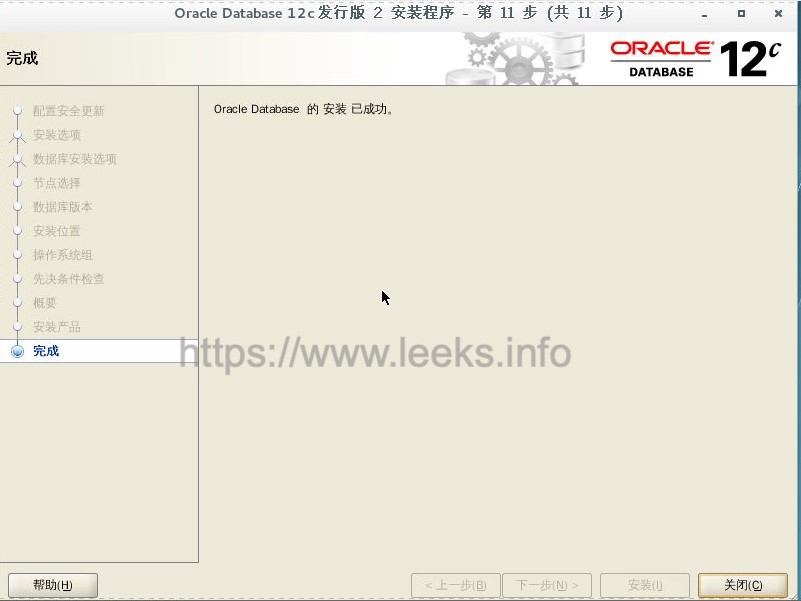 Oracle Database 12c 发行版 2 安装程序 - 第 11 步 (共 11 步)
完成
ORACLE®
DATABASE
12c
配置安全更新
安装选项
数据库安装选项
节点选择
数据库版本
安装位置
操作系统组
先决条件检查
概要
安装产品
完成
Oracle Database 的 安装 已成功。
https://www.leeks.info
帮助(H)
< 上一步(B)
下一步(N) >
安装(I)
关闭(C)